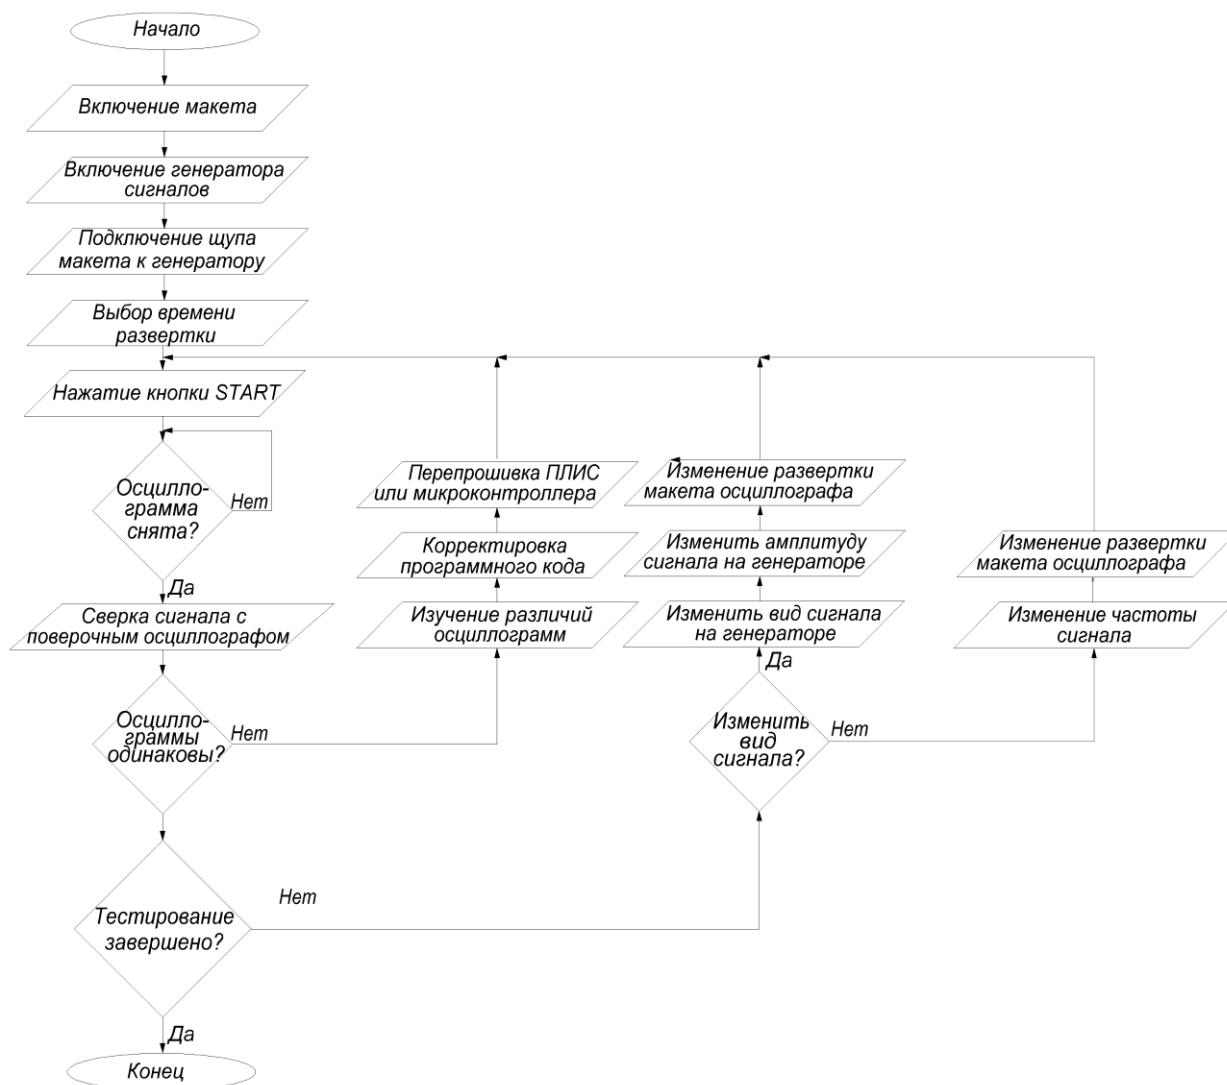 Начало
Включение макета
Включение генератора
сигналов
Подключение щупа
макета к генератору
Выбор времени
развертки
Нажатие кнопки START
Осцилло-
грамма
снята?
Нет
Да
Сверка сигнала с
поверочным осциллографом
Осцилло-
граммы
одинаковы?
Нет
Перепрошивка ПЛИС
или микроконтроллера
Корректировка
программного кода
Изучение различий
осциллограмм
Изменение развертки
макета осциллографа
Изменить амплитуду
сигнала на генераторе
Изменить вид сигнала
на генераторе
Да
Изменить
вид
сигнала?
Нет
Изменение развертки
макета осциллографа
Изменение частоты
сигнала
Тестирование
завершено?
Нет
Да
Конец